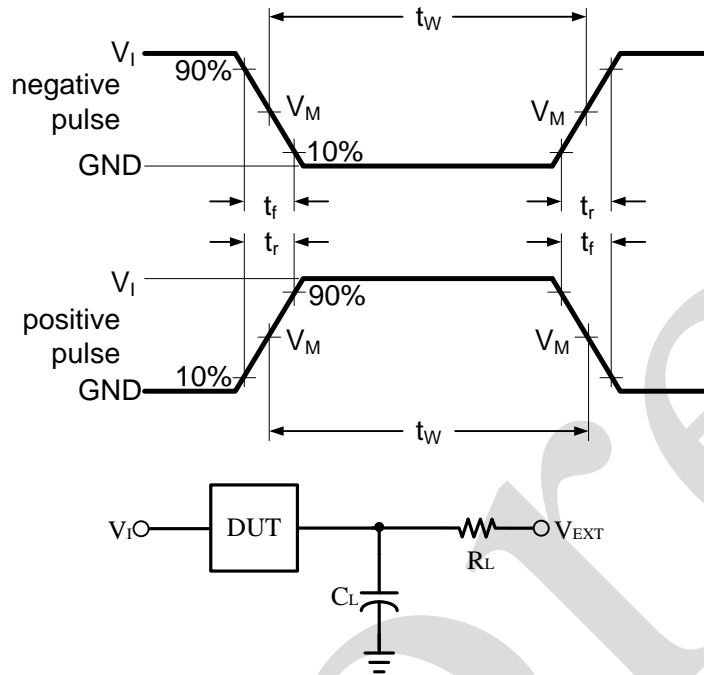 tW
VI
90%
negative
pulse
VM
VM
10%
GND
tf
tr
tr
tf
VI
90%
positive
pulse
VM
VM
10%
GND
tW
VI
DUT
VEXT
RL
CL